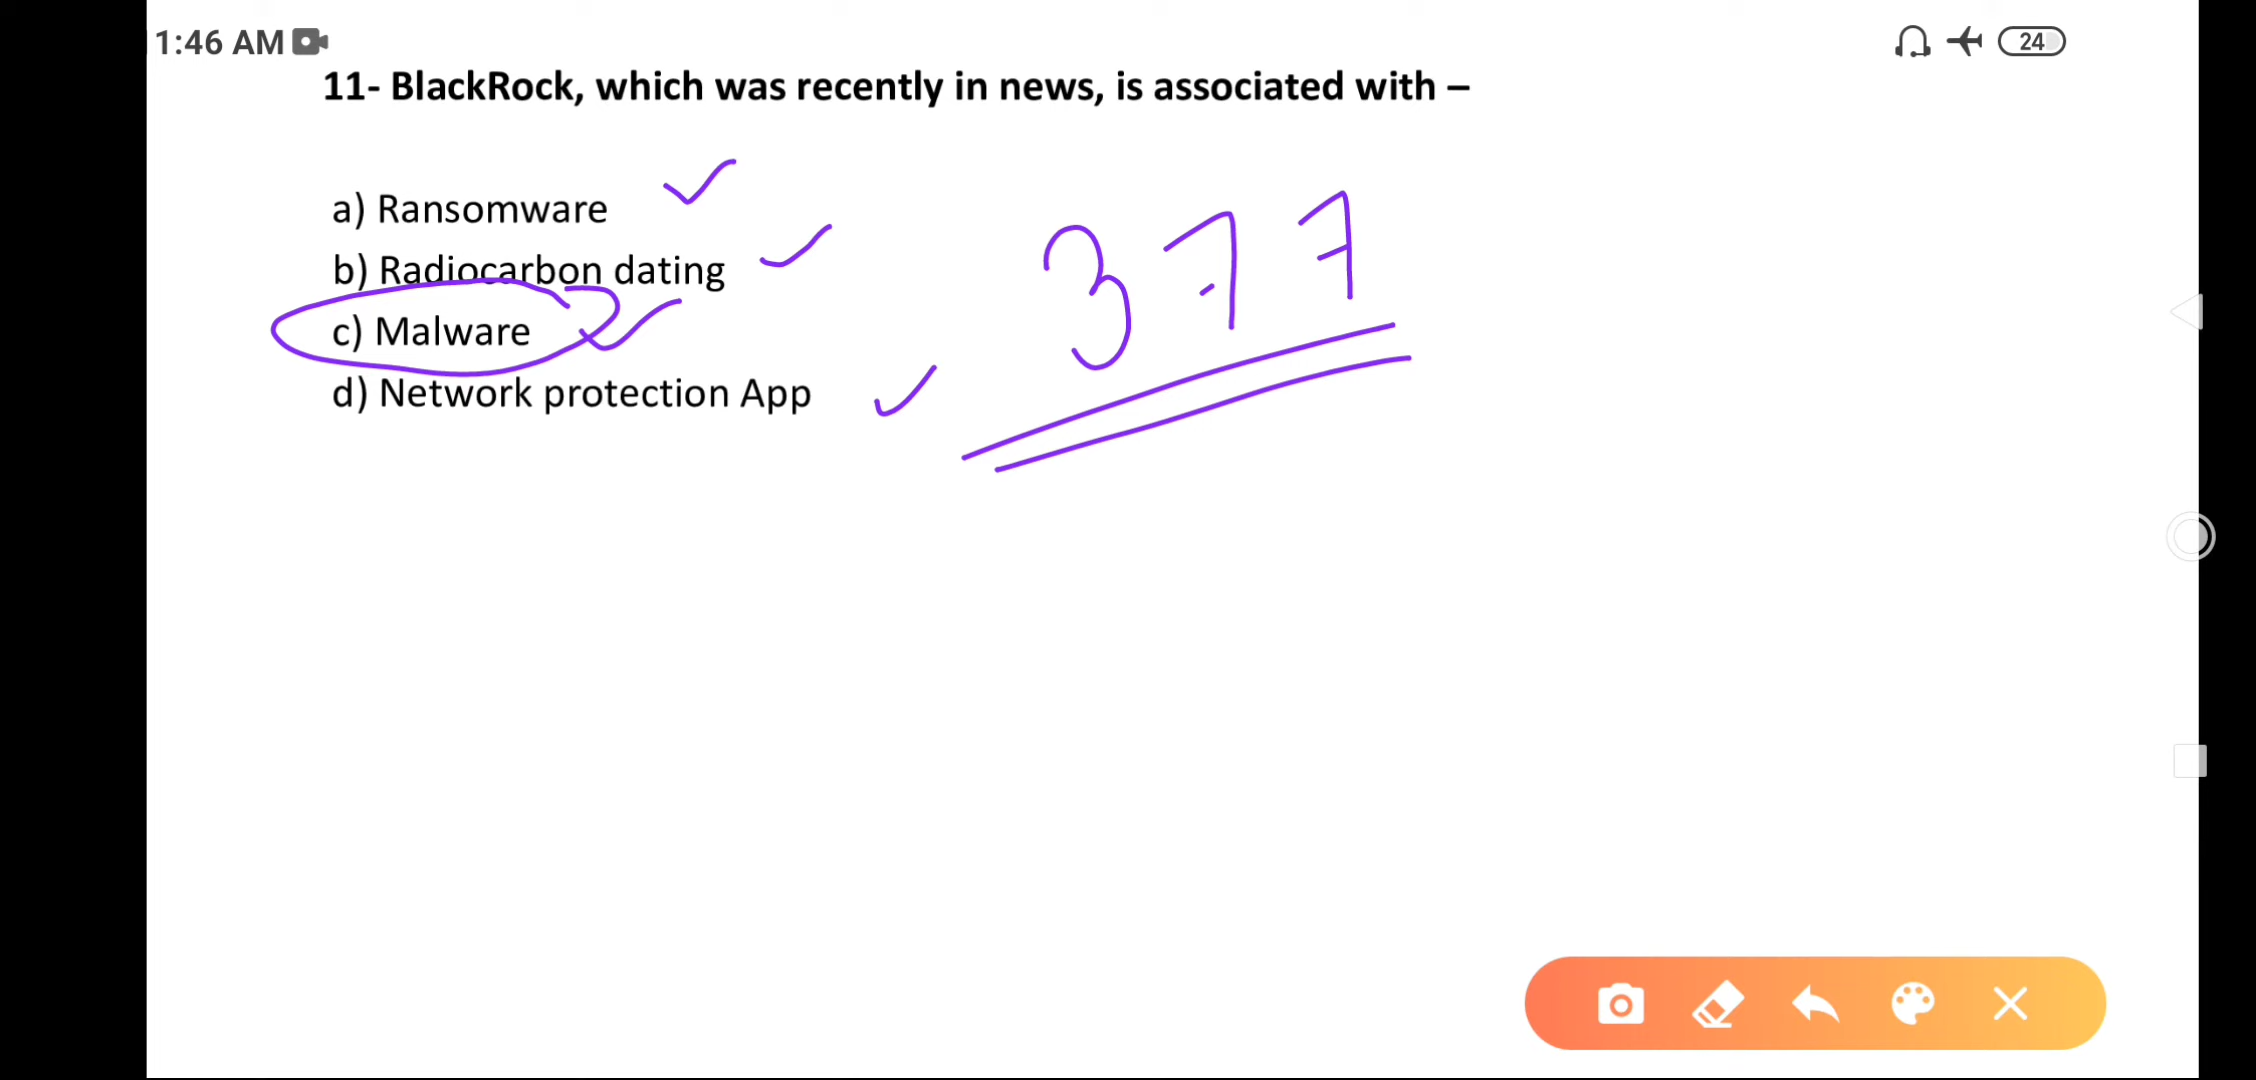 1:46 AM
24
11- BlackRock, which was recently in news, is associated with –
a) Ransomware
b) Radiocarbon dating
c) Malware
d) Network protection App
377